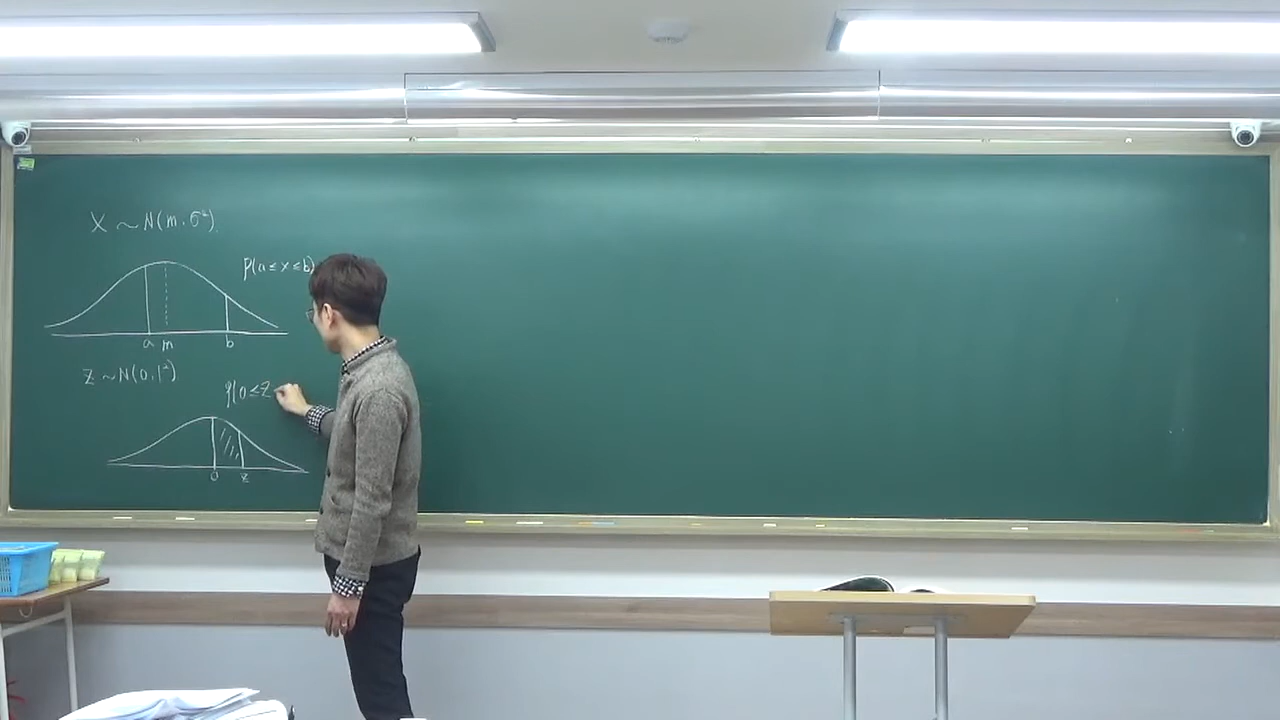 X ~ N(m, σ²)
P(a ≤ x ≤ b)
a m b
Z ~ N(0, 1²)
P(0 ≤ Z
0 z